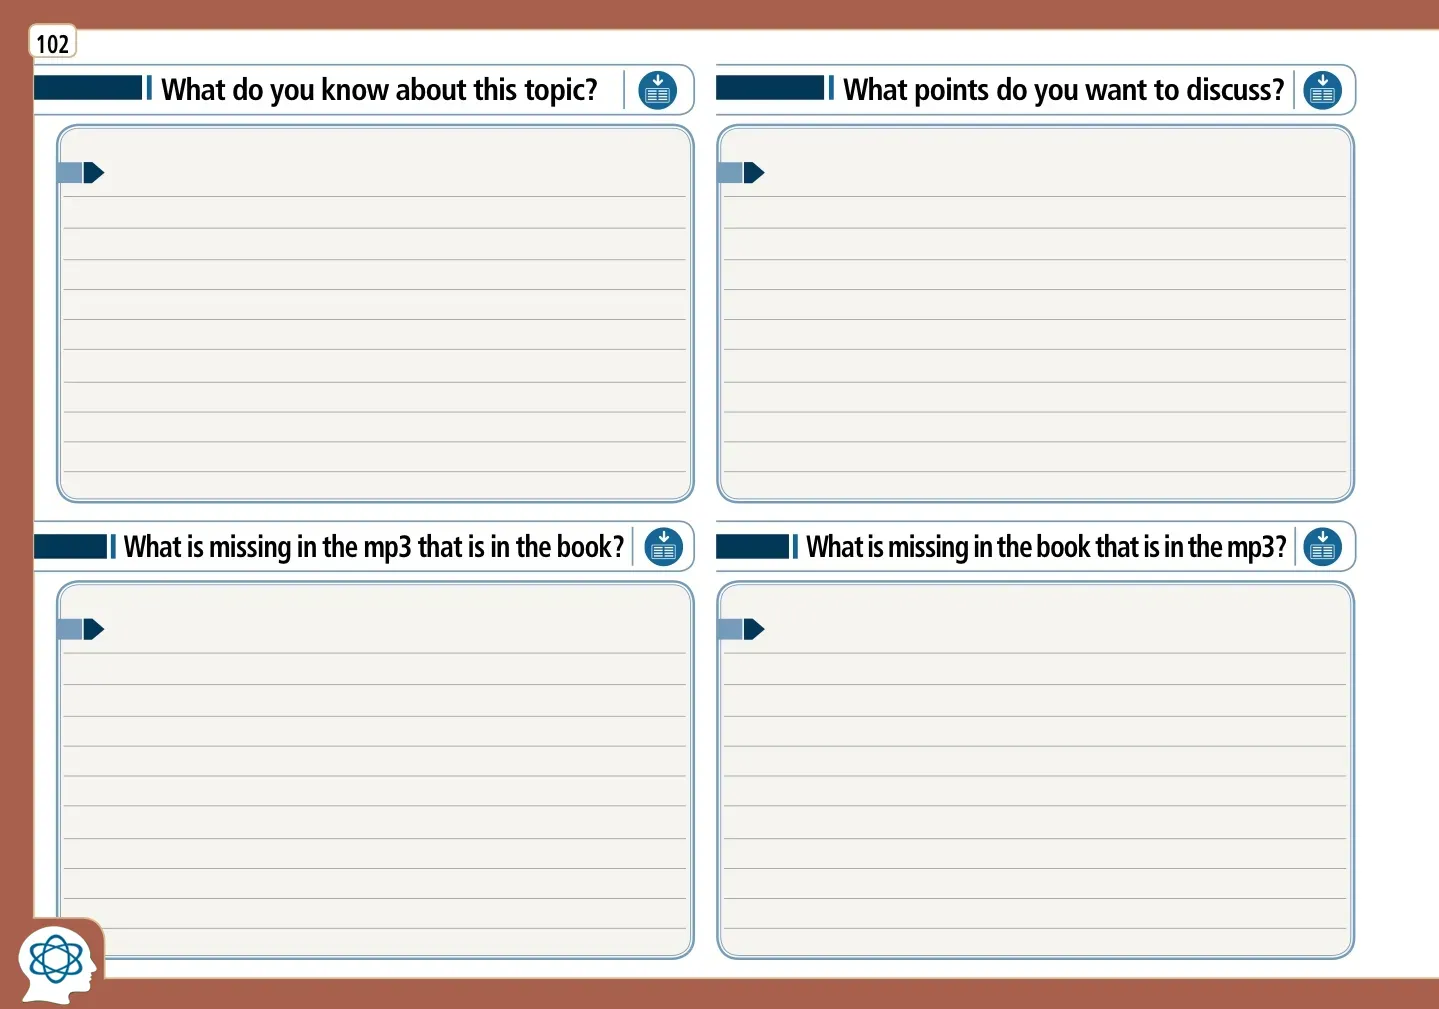 102
What do you know about this topic?
What points do you want to discuss?
What is missing in the mp3 that is in the book?
What is missing in the book that is in the mp3?